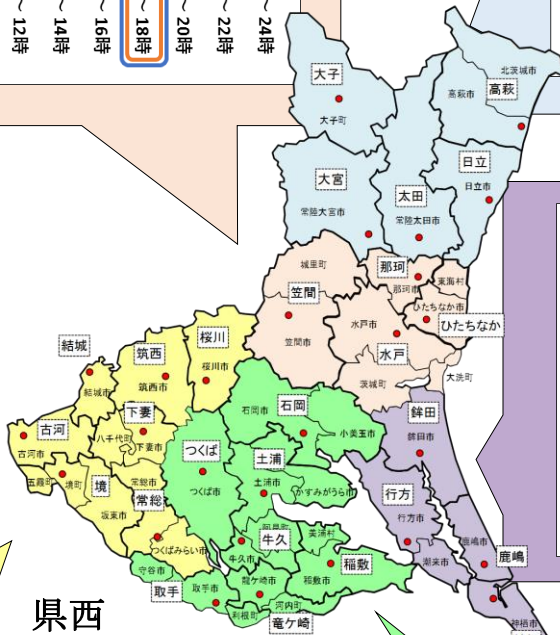 ~12時
~14時
~16時
~18時
~20時
~22時
~24時
大子
大子町
北茨城市
高萩市
高萩
日立
日立市
大宮
常陸大宮市
太田
常陸太田市
城里町
那珂
那珂市
東海村
笠間
笠間市
ひたちなか市
ひたちなか
水戸市
水戸
茨城町
大洗町
結城
結城市
筑西
筑西市
桜川
桜川市
下妻
八千代町
下妻市
古河
古河市
五霞町
境町
境
坂東市
常総市
常総
つくばみらい市
石岡市
石岡
小美玉市
つくば
つくば市
土浦
土浦市
かすみがうら市
鉾田
鉾田市
行方
行方市
鹿嶋市
鹿嶋
潮来市
神栖市
阿見町
牛久
牛久市
美浦村
稲敷
稲敷市
守谷市
取手
取手市
龍ケ崎市
利根町
河内町
竜ケ崎
県西